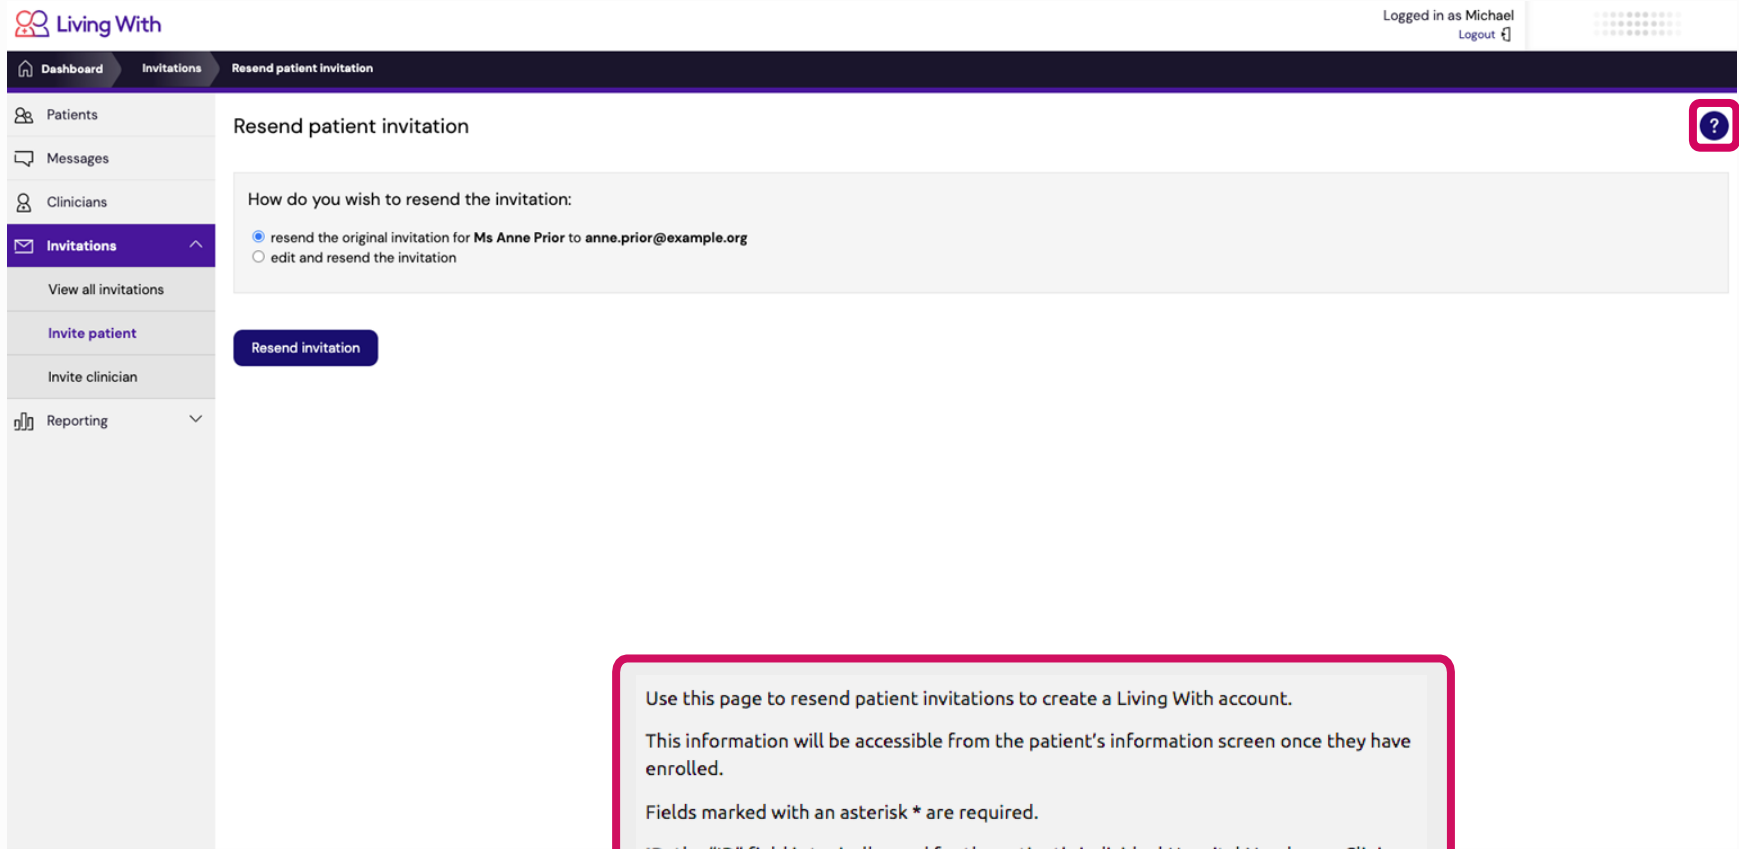 Living With
Logged in as Michael
Logout
Dashboard
Invitations
Resend patient invitation
Patients
Messages
Clinicians
Invitations
View all invitations
Invite patient
Invite clinician
Reporting
Resend patient invitation
?
How do you wish to resend the invitation:
resend the original invitation for Ms Anne Prior to anne.prior@example.org
edit and resend the invitation
Resend invitation
Use this page to resend patient invitations to create a Living With account.
This information will be accessible from the patient's information screen once they have
enrolled.
Fields marked with an asterisk * are required.